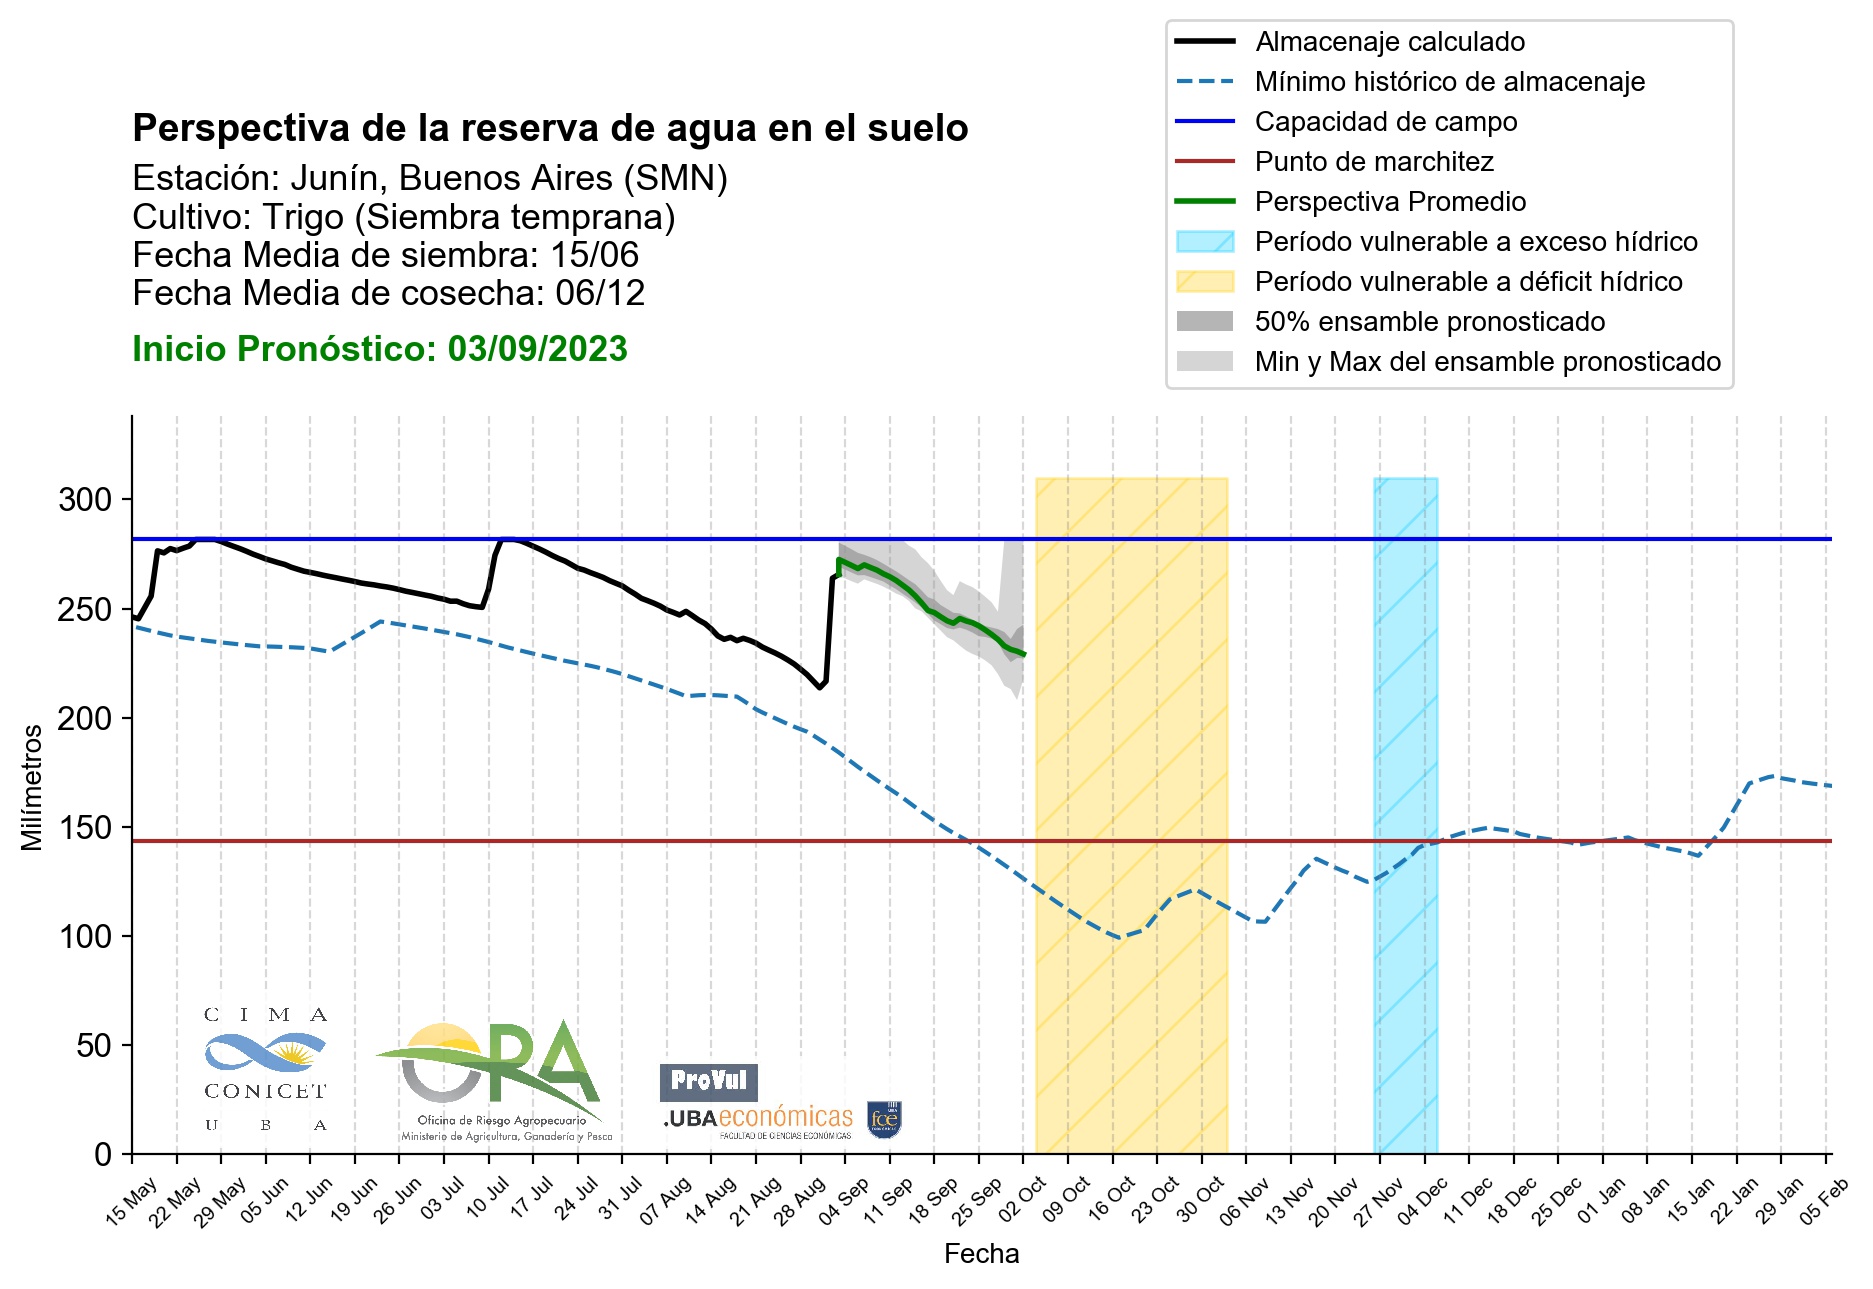 Almacenaje calculado
Mínimo histórico de almacenaje
Capacidad de campo
Punto de marchitez
Perspectiva Promedio
Período vulnerable a exceso hídrico
Período vulnerable a déficit hídrico
50% ensamble pronosticado
Min y Max del ensamble pronosticado
Perspectiva de la reserva de agua en el suelo
Estación: Junín, Buenos Aires (SMN)
Cultivo: Trigo (Siembra temprana)
Fecha Media de siembra: 15/06
Fecha Media de cosecha: 06/12
Inicio Pronóstico: 03/09/2023
Milímetros
300
250
200
150
100
50
0
CIMA
CONICET
UBA
ORA
Oficina de Riesgo Agropecuario
Ministerio de Agricultura, Ganadería y Pesca
ProVul
.UBAeconómicas
FACULTAD DE CIENCIAS ECONÓMICAS
fce
15 May
22 May
29 May
05 Jun
12 Jun
19 Jun
26 Jun
03 Jul
10 Jul
17 Jul
24 Jul
31 Jul
07 Aug
14 Aug
21 Aug
28 Aug
04 Sep
11 Sep
18 Sep
25 Sep
02 Oct
09 Oct
16 Oct
23 Oct
30 Oct
06 Nov
13 Nov
20 Nov
27 Nov
04 Dec
11 Dec
18 Dec
25 Dec
01 Jan
08 Jan
15 Jan
22 Jan
29 Jan
05 Feb
Fecha